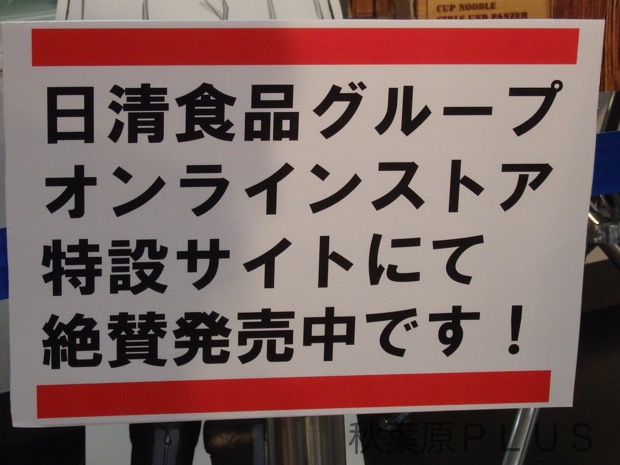 CUP NOODLE
GIRLS UND PANZER
日清食品グループ
オンラインストア
特設サイトにて
絶賛発売中です！
秋葉原PLUS